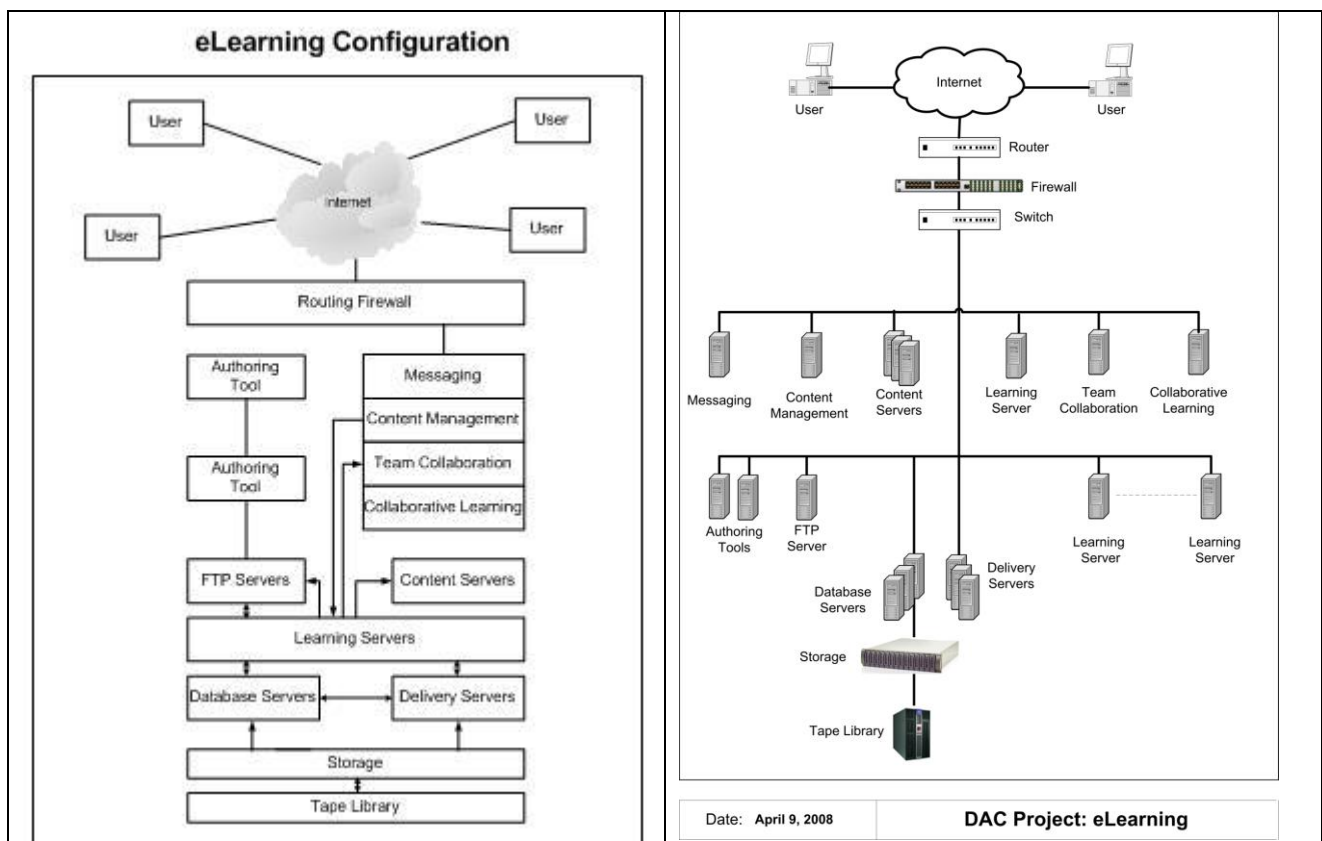 eLearning Configuration
User
User
Internet
User
User
Routing Firewall
Authoring
Tool
Messaging
Content Management
Authoring
Tool
Team Collaboration
Collaborative Learning
FTP Servers
Content Servers
Learning Servers
Database Servers
Delivery Servers
Storage
Tape Library
Internet
User
User
Router
Firewall
Switch
Messaging
Content
Management
Content
Servers
Learning
Server
Team
Collaboration
Collaborative
Learning
Authoring
Tools
FTP
Server
Learning
Server
Learning
Server
Database
Servers
Delivery
Servers
Storage
Tape Library
Date: April 9, 2008
DAC Project: eLearning